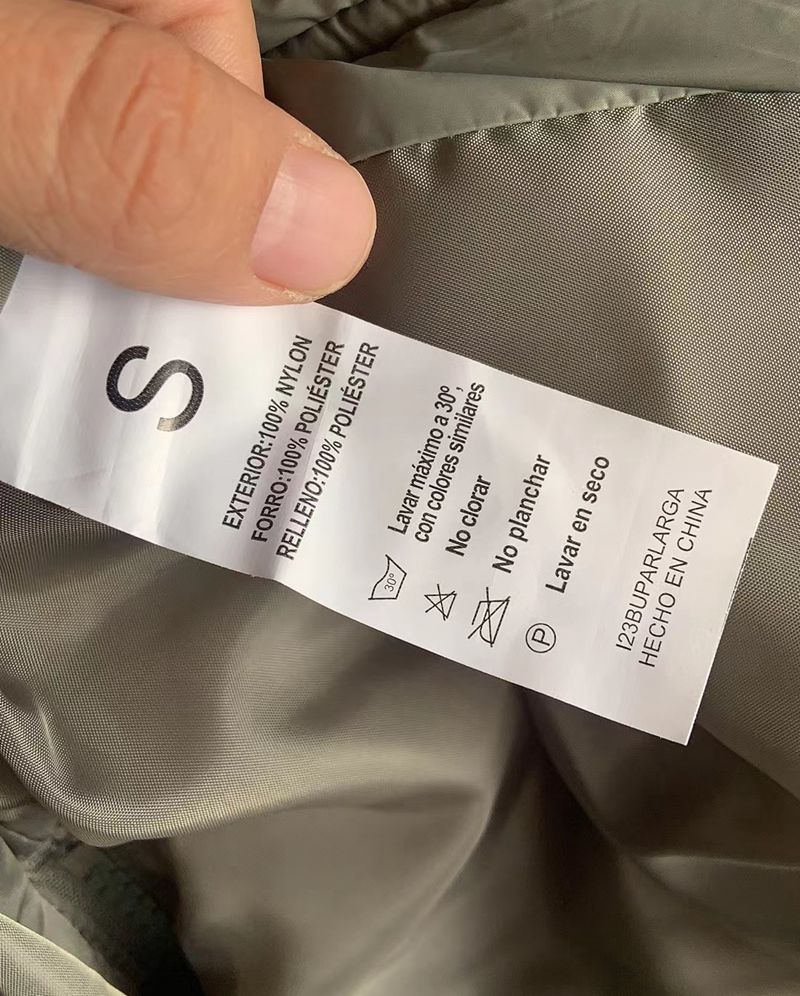 S
EXTERIOR:100% NYLON
FORRO:100% POLIÉSTER
RELLENO:100% POLIÉSTER
30º
Lavar máximo a 30º,
con colores similares
No clorar
No planchar
P
Lavar en seco
I23BUPARLARGA
HECHO EN CHINA